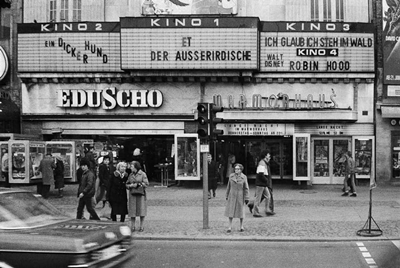 KINO 2
KINO 1
KINO 3
EIN DICKER HUND
ET
DER AUSSERIRDISCHE
ICH GLAUB ICH STEH IM WALD
KINO 4
WALT
DISNEY
ROBIN HOOD
EDUSCHO
MARMORHAUS